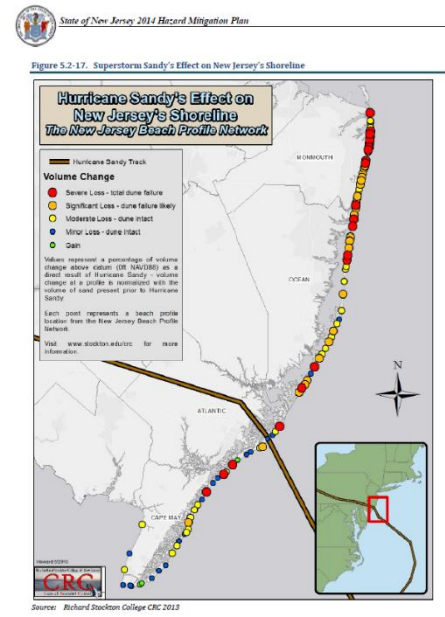 State of New Jersey 2014 Hazard Mitigation Plan
Figure 5.2-17. Superstorm Sandy's Effect on New Jersey's Shoreline
Hurricane Sandy's Effect on
New Jersey's Shoreline
The New Jersey Beach Profile Network
Hurricane Sandy Track
Volume Change
Severe Loss - total dune failure
Significant Loss - dune failure likely
Moderate Loss - dune intact
Minor Loss - dune intact
Gain
Values represent a percentage of volume
change above datum (0ft NAVD88) as a
direct result of Hurricane Sandy - volume
change at a profile is normalized with the
volume of sand present prior to Hurricane
Sandy
Each point represents a beach profile
location from the New Jersey Beach Profile
Network.
Visit www.stockton.edu/crc for more
information.
MONMOUTH
OCEAN
ATLANTIC
CAPE MAY
N
CRC
Source: Richard Stockton College CRC 2013